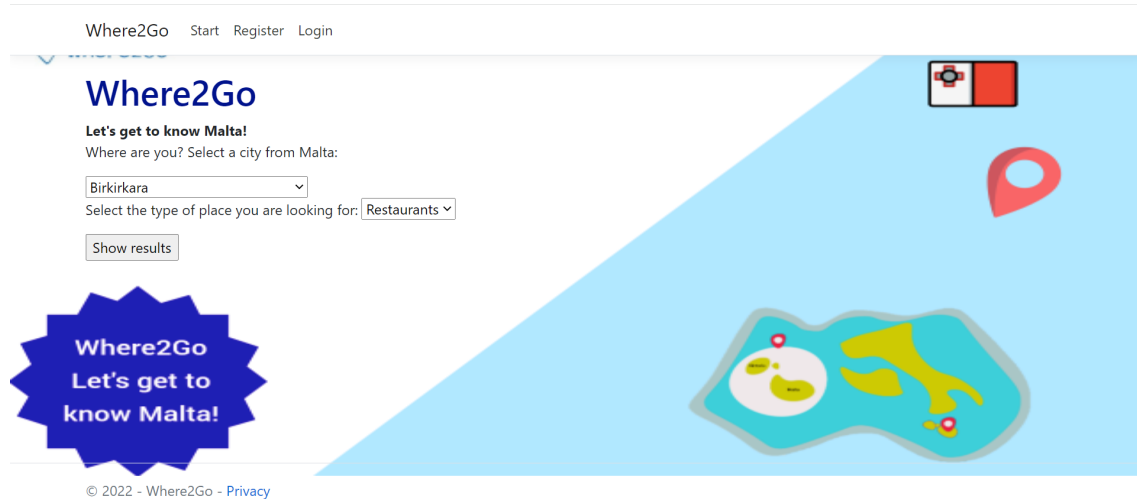 Where2Go Start Register Login
Where2Go
Let's get to know Malta!
Where are you? Select a city from Malta:
Birkirkara
Select the type of place you are looking for: Restaurants
Show results
Where2Go
Let's get to
know Malta!
© 2022 - Where2Go - Privacy